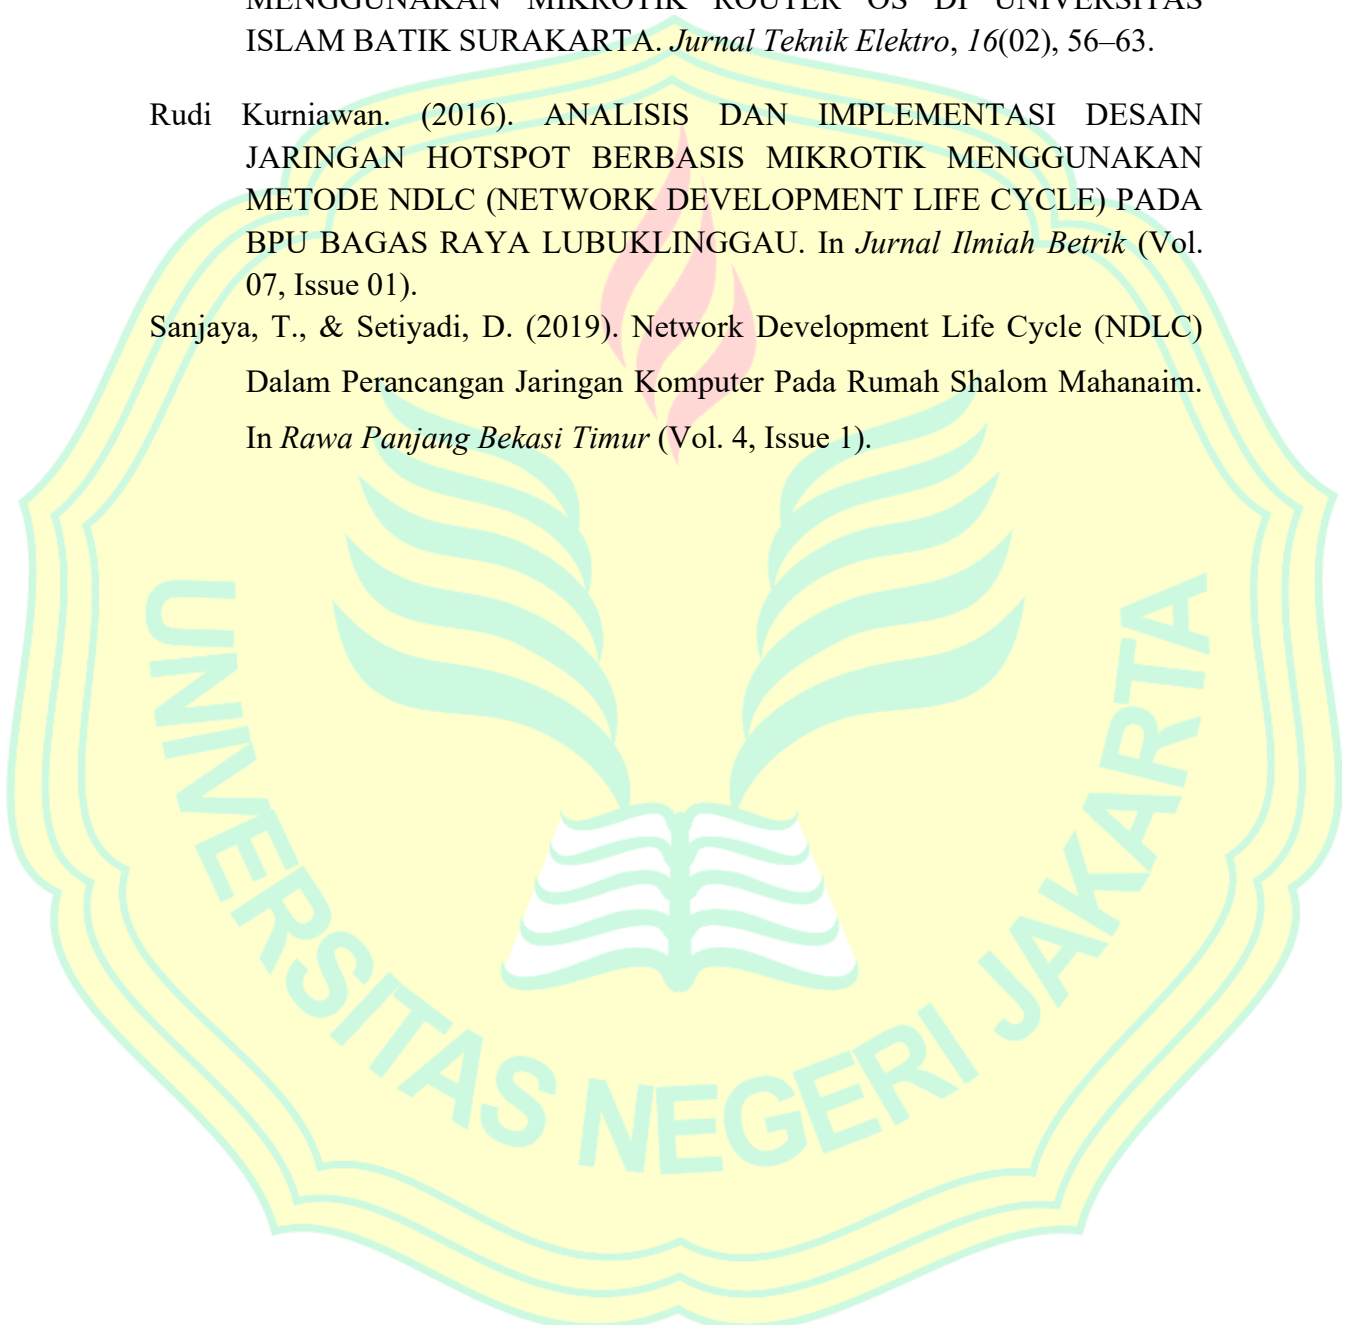 MENGGUNAKAN MIKROTIK ROUTER OS DI UNIVERSITAS
ISLAM BATIK SURAKARTA. Jurnal Teknik Elektro, 16(02), 56–63.
Rudi Kurniawan. (2016). ANALISIS DAN IMPLEMENTASI DESAIN
JARINGAN HOTSPOT BERBASIS MIKROTIK MENGGUNAKAN
METODE NDLC (NETWORK DEVELOPMENT LIFE CYCLE) PADA
BPU BAGAS RAYA LUBUKLINGGAU. In Jurnal Ilmiah Betrik (Vol.
07, Issue 01).
Sanjaya, T., & Setiyadi, D. (2019). Network Development Life Cycle (NDLC)
Dalam Perancangan Jaringan Komputer Pada Rumah Shalom Mahanaim.
In Rawa Panjang Bekasi Timur (Vol. 4, Issue 1).
UNIVERSITAS NEGERI JAKARTA